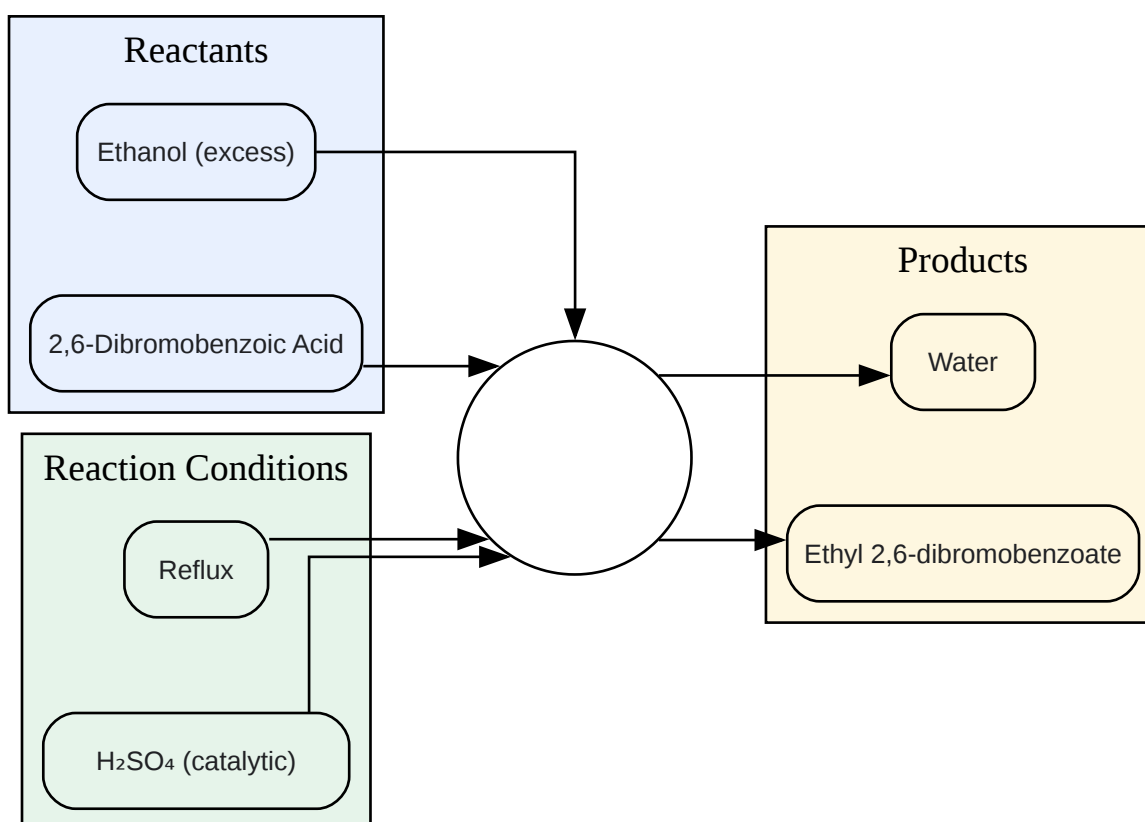 Reactants
Ethanol (excess)
2,6-Dibromobenzoic Acid
Reaction Conditions
Reflux
H₂SO₄ (catalytic)
Products
Water
Ethyl 2,6-dibromobenzoate